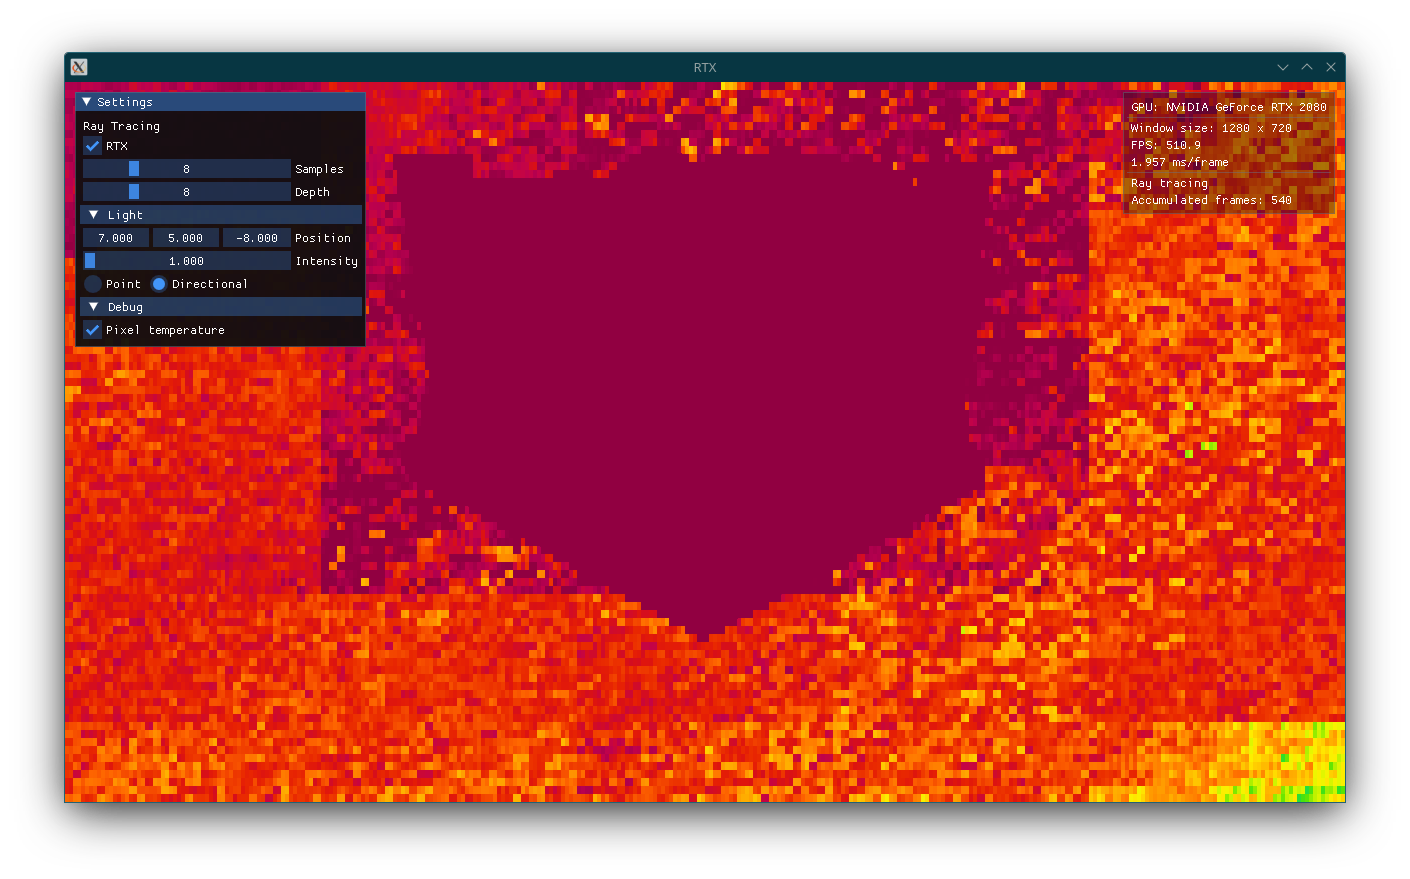 RTX
Settings
Ray Tracing
RTX
8 Samples
8 Depth
Light
7.000 5.000 -8.000 Position
1.000 Intensity
Point Directional
Debug
Pixel temperature
GPU: NVIDIA GeForce RTX 2080
Window size: 1280 x 720
FPS: 510.9
1.957 ms/frame
Ray tracing
Accumulated frames: 540